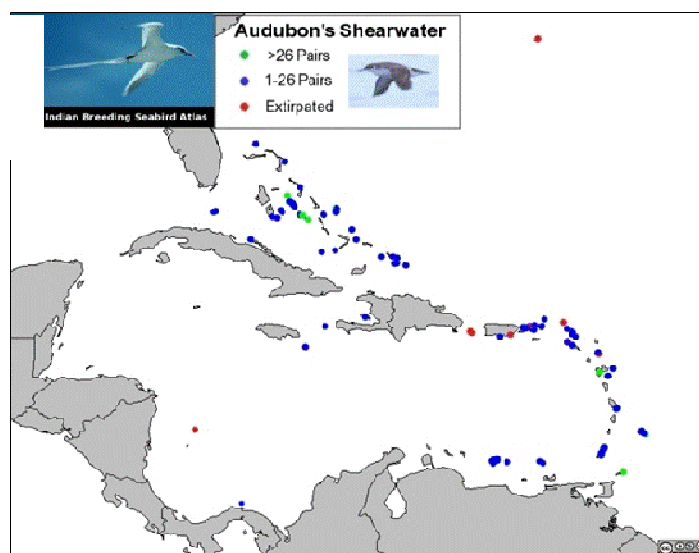 Audubon's Shearwater
>26 Pairs
1-26 Pairs
Extirpated
Indian Breeding Seabird Atlas